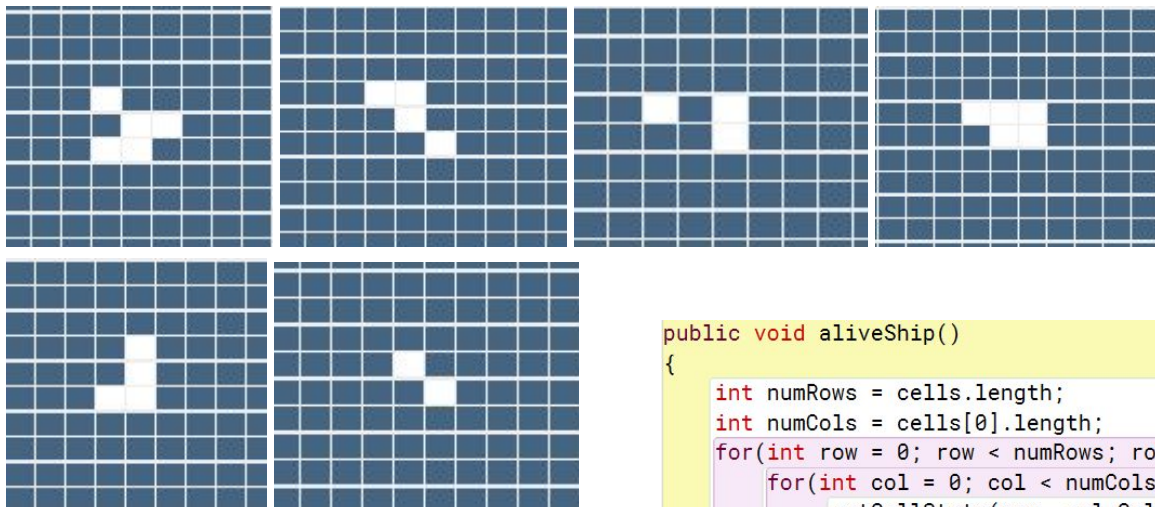 public void aliveShip()
{
int numRows = cells.length;
int numCols = cells[0].length;
for(int row = 0; row < numRows; ro
for(int col = 0; col < numCols